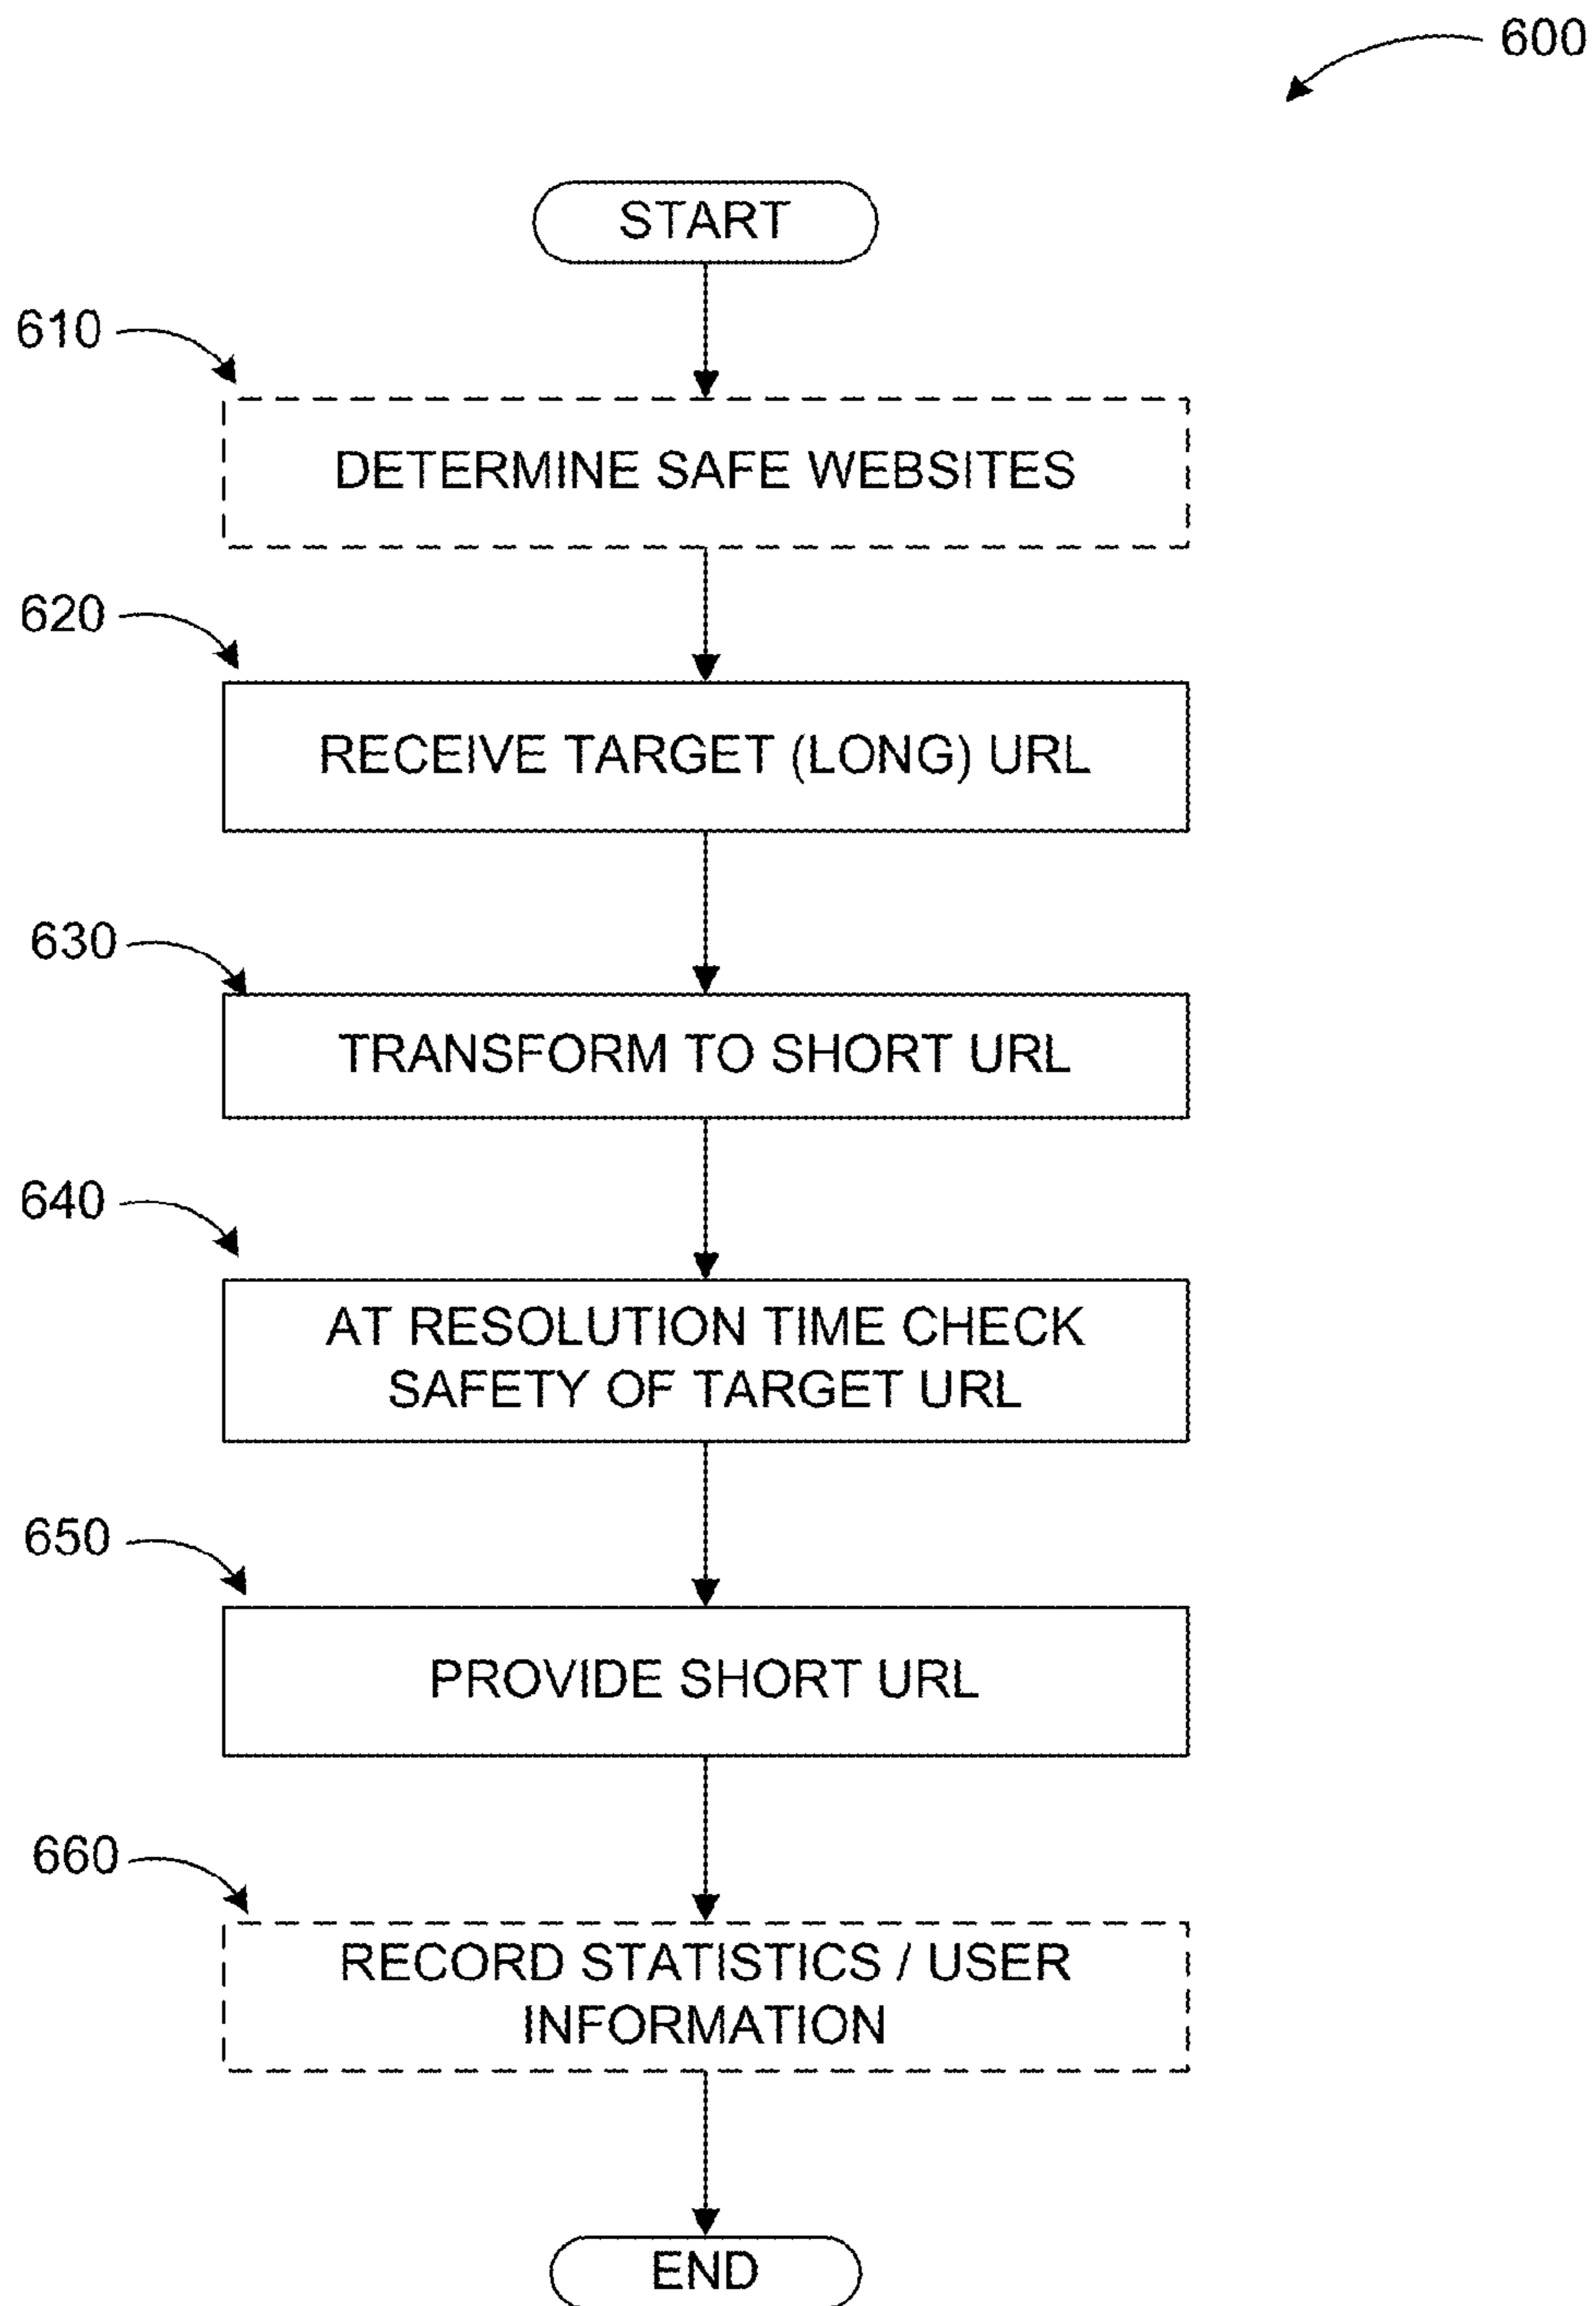 600
START
610
DETERMINE SAFE WEBSITES
620
RECEIVE TARGET (LONG) URL
630
TRANSFORM TO SHORT URL
640
AT RESOLUTION TIME CHECK
SAFETY OF TARGET URL
650
PROVIDE SHORT URL
660
RECORD STATISTICS / USER
INFORMATION
END